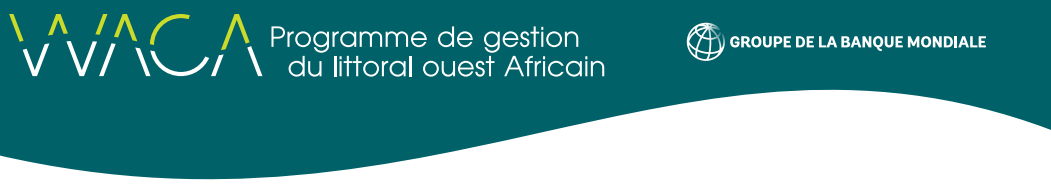 WACA Programme de gestion
du littoral ouest Africain
GROUPE DE LA BANQUE MONDIALE